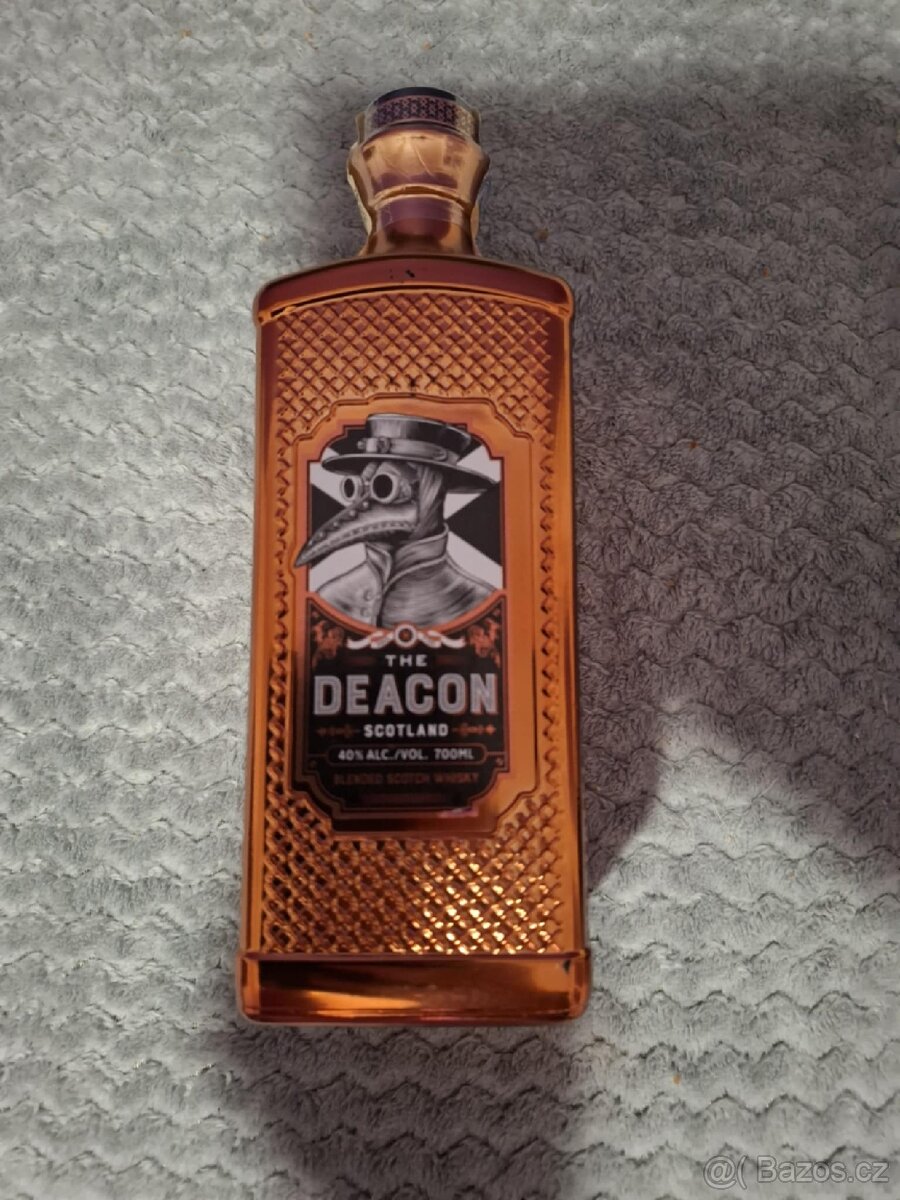 THE
DEACON
SCOTLAND
40% ALC./VOL. 700ML
BLENDED SCOTCH WHISKY
@( Bazos.cz